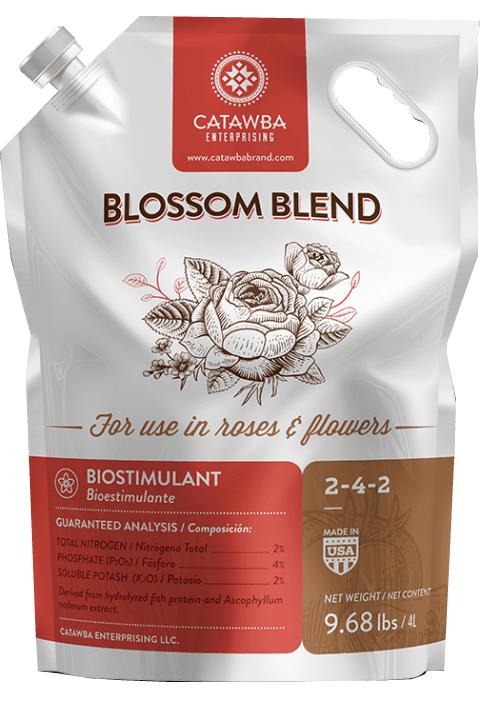 CATAWBA
ENTERPRISING
www.catawbabrand.com
BLOSSOM BLEND
For use in roses & flowers
BIOSTIMULANT
Bioestimulante
GUARANTEED ANALYSIS / Composición:
TOTAL NITROGEN / Nitrógeno Total 2%
PHOSPHATE (P₂O₅) / Fósforo 4%
SOLUBLE POTASH (K₂O) / Potasio 2%
Derived from hydrolyzed fish protein and Ascophyllum
nodosum extract.
CATAWBA ENTERPRISING LLC.
2-4-2
MADE IN
USA
NET WEIGHT / NET CONTENT
9.68 lbs / 4L